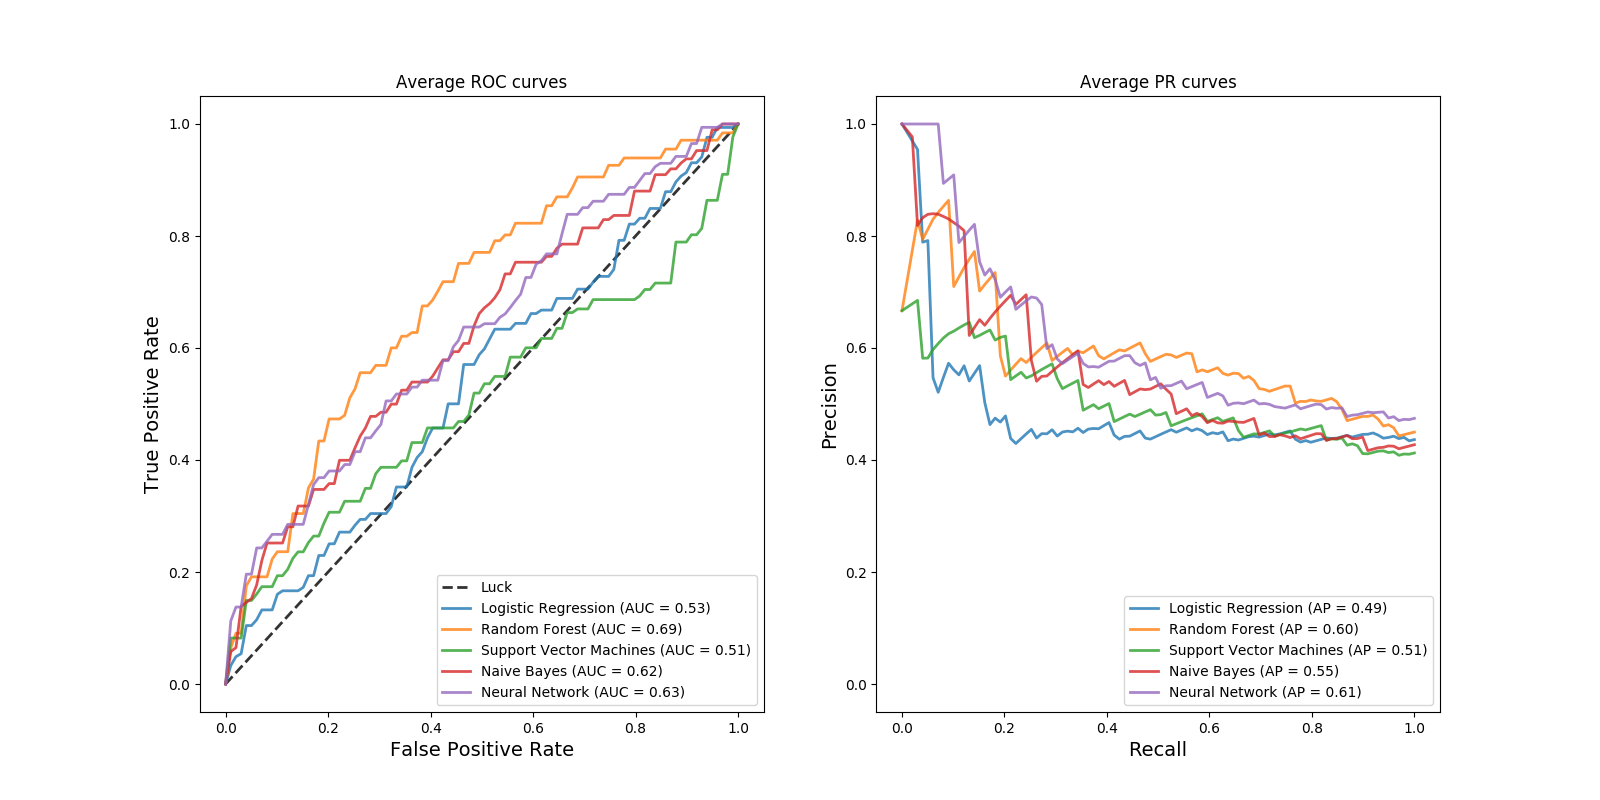 Average ROC curves
True Positive Rate
1.0
0.8
0.6
0.4
0.2
0.0
Luck
Logistic Regression (AUC = 0.53)
Random Forest (AUC = 0.69)
Support Vector Machines (AUC = 0.51)
Naive Bayes (AUC = 0.62)
Neural Network (AUC = 0.63)
0.0 0.2 0.4 0.6 0.8 1.0
False Positive Rate
Average PR curves
Precision
1.0
0.8
0.6
0.4
0.2
0.0
Logistic Regression (AP = 0.49)
Random Forest (AP = 0.60)
Support Vector Machines (AP = 0.51)
Naive Bayes (AP = 0.55)
Neural Network (AP = 0.61)
0.0 0.2 0.4 0.6 0.8 1.0
Recall